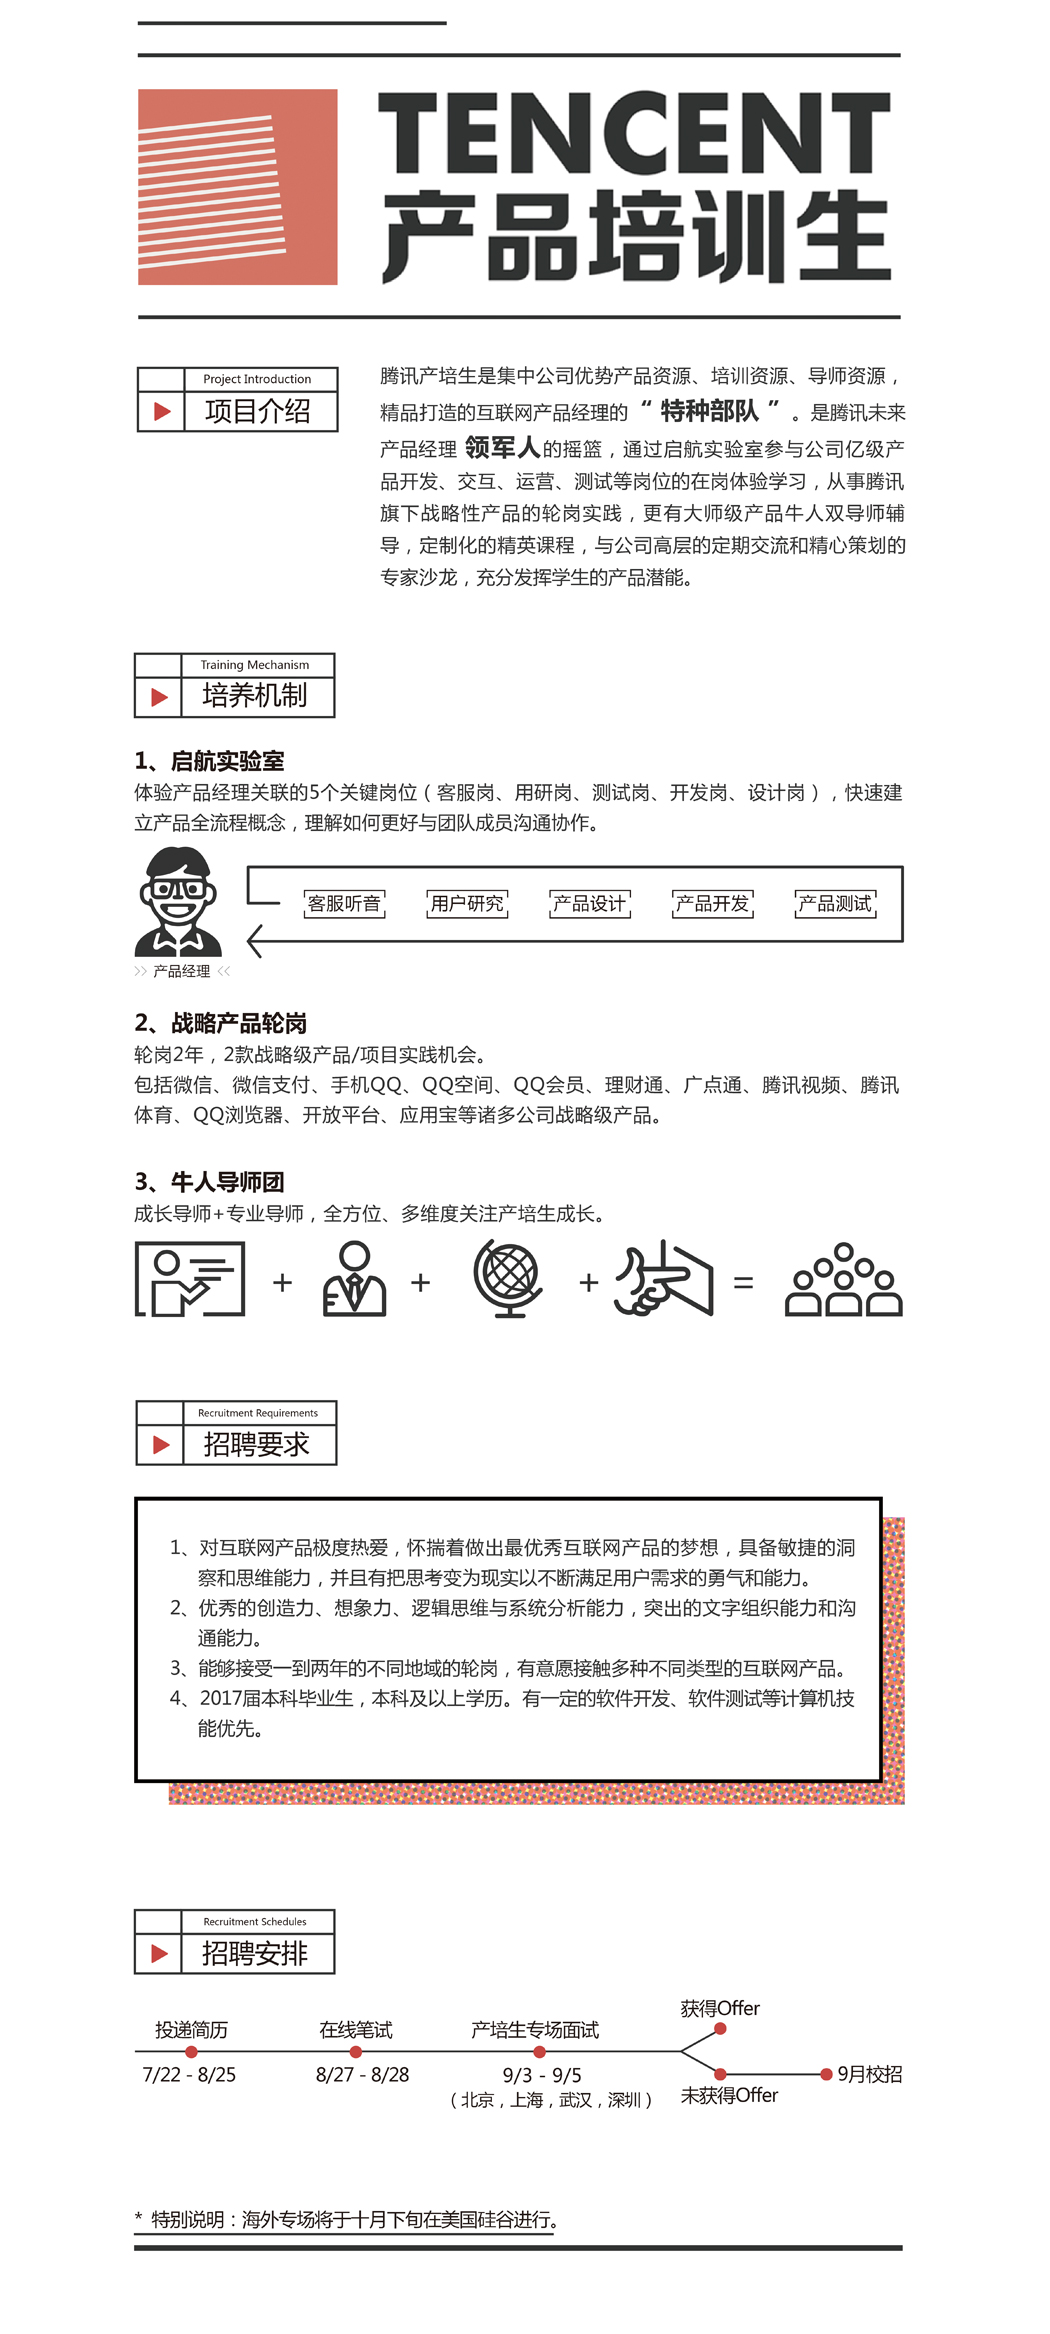 TENCENT
产品培训生
Project Introduction
项目介绍
腾讯产培生是集中公司优势产品资源、培训资源、导师资源，
精品打造的互联网产品经理的 “ 特种部队 ” 。是腾讯未来
产品经理 领军人的摇篮，通过启航实验室参与公司亿级产
品开发、交互、运营、测试等岗位的在岗体验学习，从事腾讯
旗下战略性产品的轮岗实践，更有大师级产品牛人双导师辅
导，定制化的精英课程，与公司高层的定期交流和精心策划的
专家沙龙，充分发挥学生的产品潜能。
Training Mechanism
培养机制
1、启航实验室
体验产品经理关联的5个关键岗位（客服岗、用研岗、测试岗、开发岗、设计岗），快速建
立产品全流程概念，理解如何更好与团队成员沟通协作。
客服听音 用户研究 产品设计 产品开发 产品测试
>> 产品经理 <<
2、战略产品轮岗
轮岗2年，2款战略级产品/项目实践机会。
包括微信、微信支付、手机QQ、QQ空间、QQ会员、理财通、广点通、腾讯视频、腾讯
体育、QQ浏览器、开放平台、应用宝等诸多公司战略级产品。
3、牛人导师团
成长导师+专业导师，全方位、多维度关注产培生成长。
+ + + =
Recruitment Requirements
招聘要求
1、对互联网产品极度热爱，怀揣着做出最优秀互联网产品的梦想，具备敏捷的洞
察和思维能力，并且有把思考变为现实以不断满足用户需求的勇气和能力。
2、优秀的创造力、想象力、逻辑思维与系统分析能力，突出的文字组织能力和沟
通能力。
3、能够接受一到两年的不同地域的轮岗，有意愿接触多种不同类型的互联网产品。
4、2017届本科毕业生，本科及以上学历。有一定的软件开发、软件测试等计算机技
能优先。
Recruitment Schedules
招聘安排
获得Offer
投递简历 在线笔试 产培生专场面试
7/22 - 8/25 8/27 - 8/28 9/3 - 9/5 9月校招
（北京，上海，武汉，深圳） 未获得Offer
* 特别说明：海外专场将于十月下旬在美国硅谷进行。